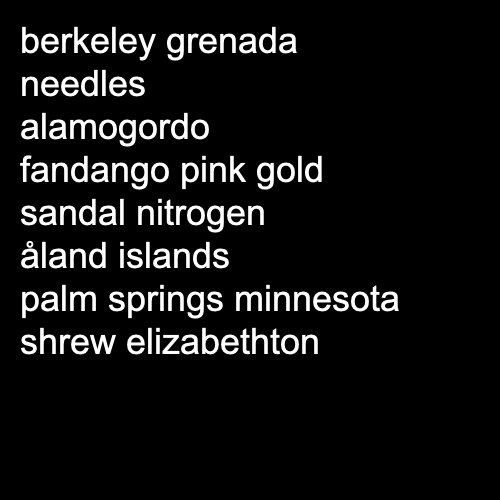 berkeley grenada
needles
alamogordo
fandango pink gold
sandal nitrogen
åland islands
palm springs minnesota
shrew elizabethton